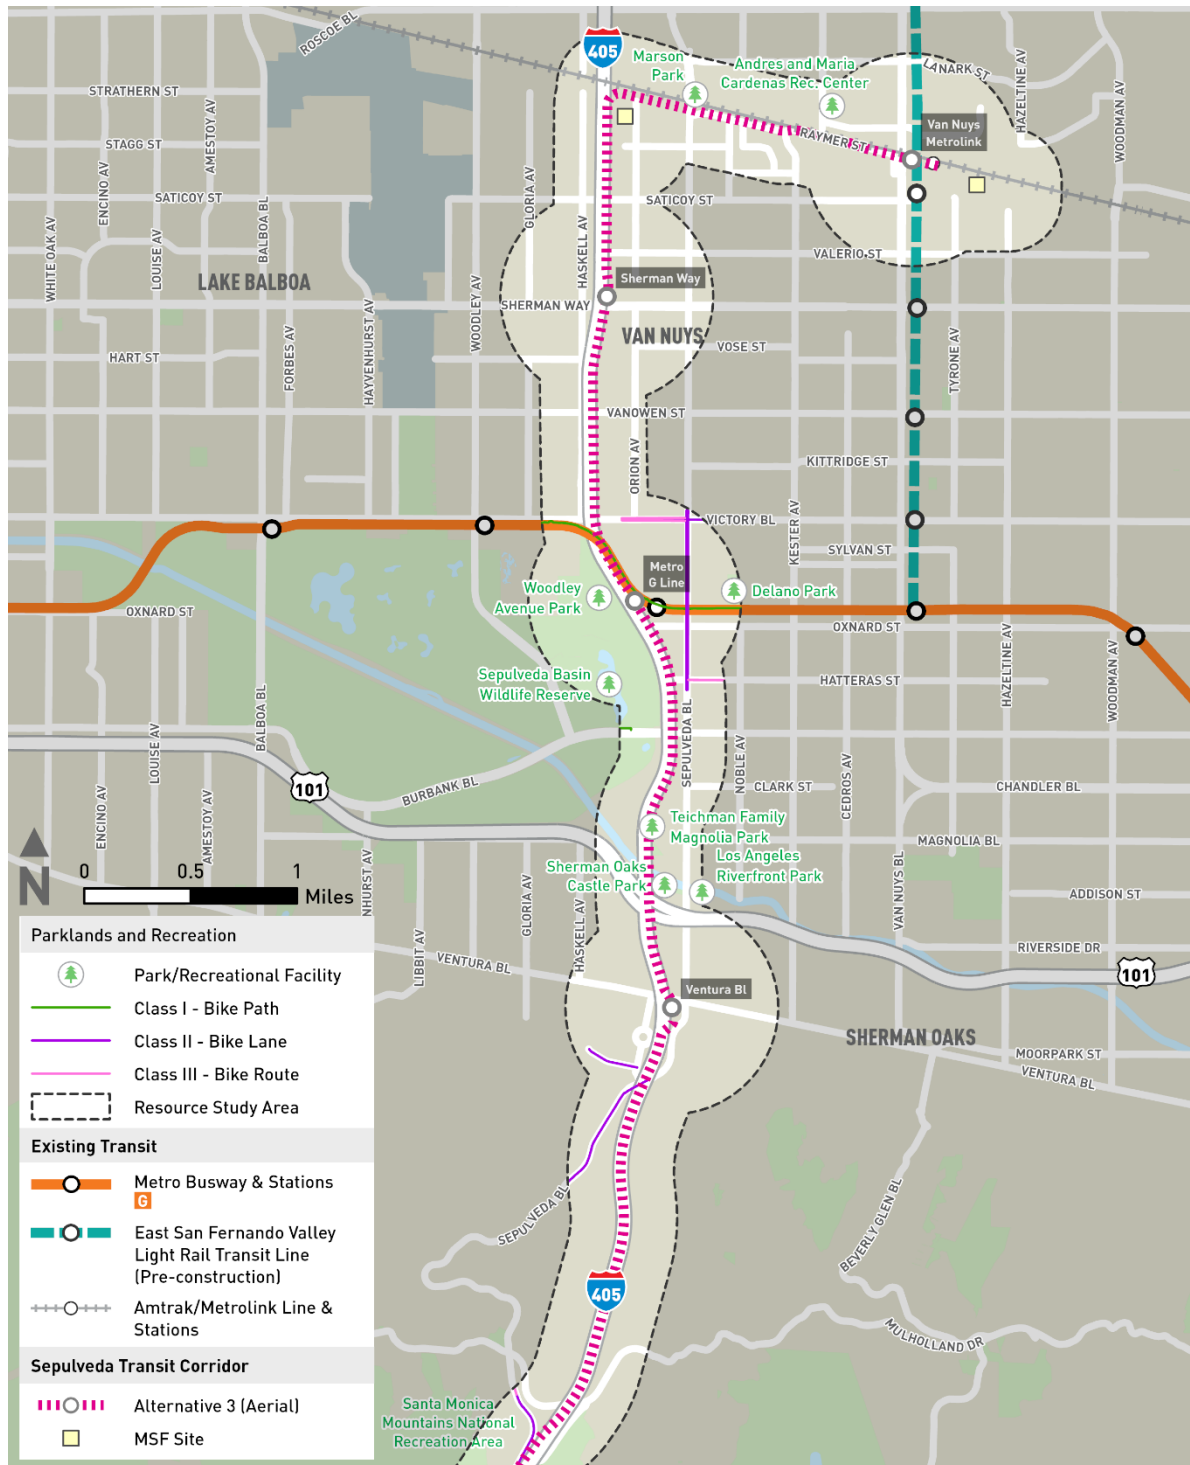 ROSCOE BL
405
Marson
Park
Andres and Maria
Cardenas Rec. Center
LANARK ST
HAZELTINE AV
WOODMAN AV
STRATHERN ST
AMESTOY AV
STAGG ST
RAYMER ST
Van Nuys
Metrolink
ENCINO AV
GLORIA AV
SATICOY ST
SATICOY ST
WHITE OAK AV
LOUISE AV
BALBOA BL
HASKELL AV
VALERIO ST
LAKE BALBOA
Sherman Way
SHERMAN WAY
WOODLEY AV
VAN NUYS
HAYVENHURST AV
FORBES AV
HART ST
VOSE ST
TYRONE AV
VANOWEN ST
ORION AV
KITTRIDGE ST
KESTER AV
VICTORY BL
SYLVAN ST
Metro
G Line
Woodley
Avenue Park
Delano Park
OXNARD ST
OXNARD ST
HAZELTINE AV
WOODMAN AV
Sepulveda Basin
Wildlife Reserve
HATTERAS ST
BALBOA BL
SEPULVEDA BL
LOUISE AV
NOBLE AV
CEDROS AV
101
BURBANK BL
CLARK ST
CHANDLER BL
ENCINO AV
AMESTOY AV
Teichman Family
Magnolia Park
MAGNOLIA BL
N
0 0.5 1
Miles
NHURST AV
Sherman Oaks
Castle Park
Los Angeles
Riverfront Park
VAN NUYS BL
ADDISON ST
GLORIA AV
HASKELL AV
LIBBIT AV
VENTURA BL
RIVERSIDE DR
101
Ventura Bl
SHERMAN OAKS
MOORPARK ST
VENTURA BL
SEPULVEDA BL
BEVERLY GLEN BL
405
MULHOLLAND DR
Santa Monica
Mountains National
Recreation Area
Parklands and Recreation
Park/Recreational Facility
Class I - Bike Path
Class II - Bike Lane
Class III - Bike Route
Resource Study Area
Existing Transit
Metro Busway & Stations
G
East San Fernando Valley
Light Rail Transit Line
(Pre-construction)
Amtrak/Metrolink Line &
Stations
Sepulveda Transit Corridor
Alternative 3 (Aerial)
MSF Site